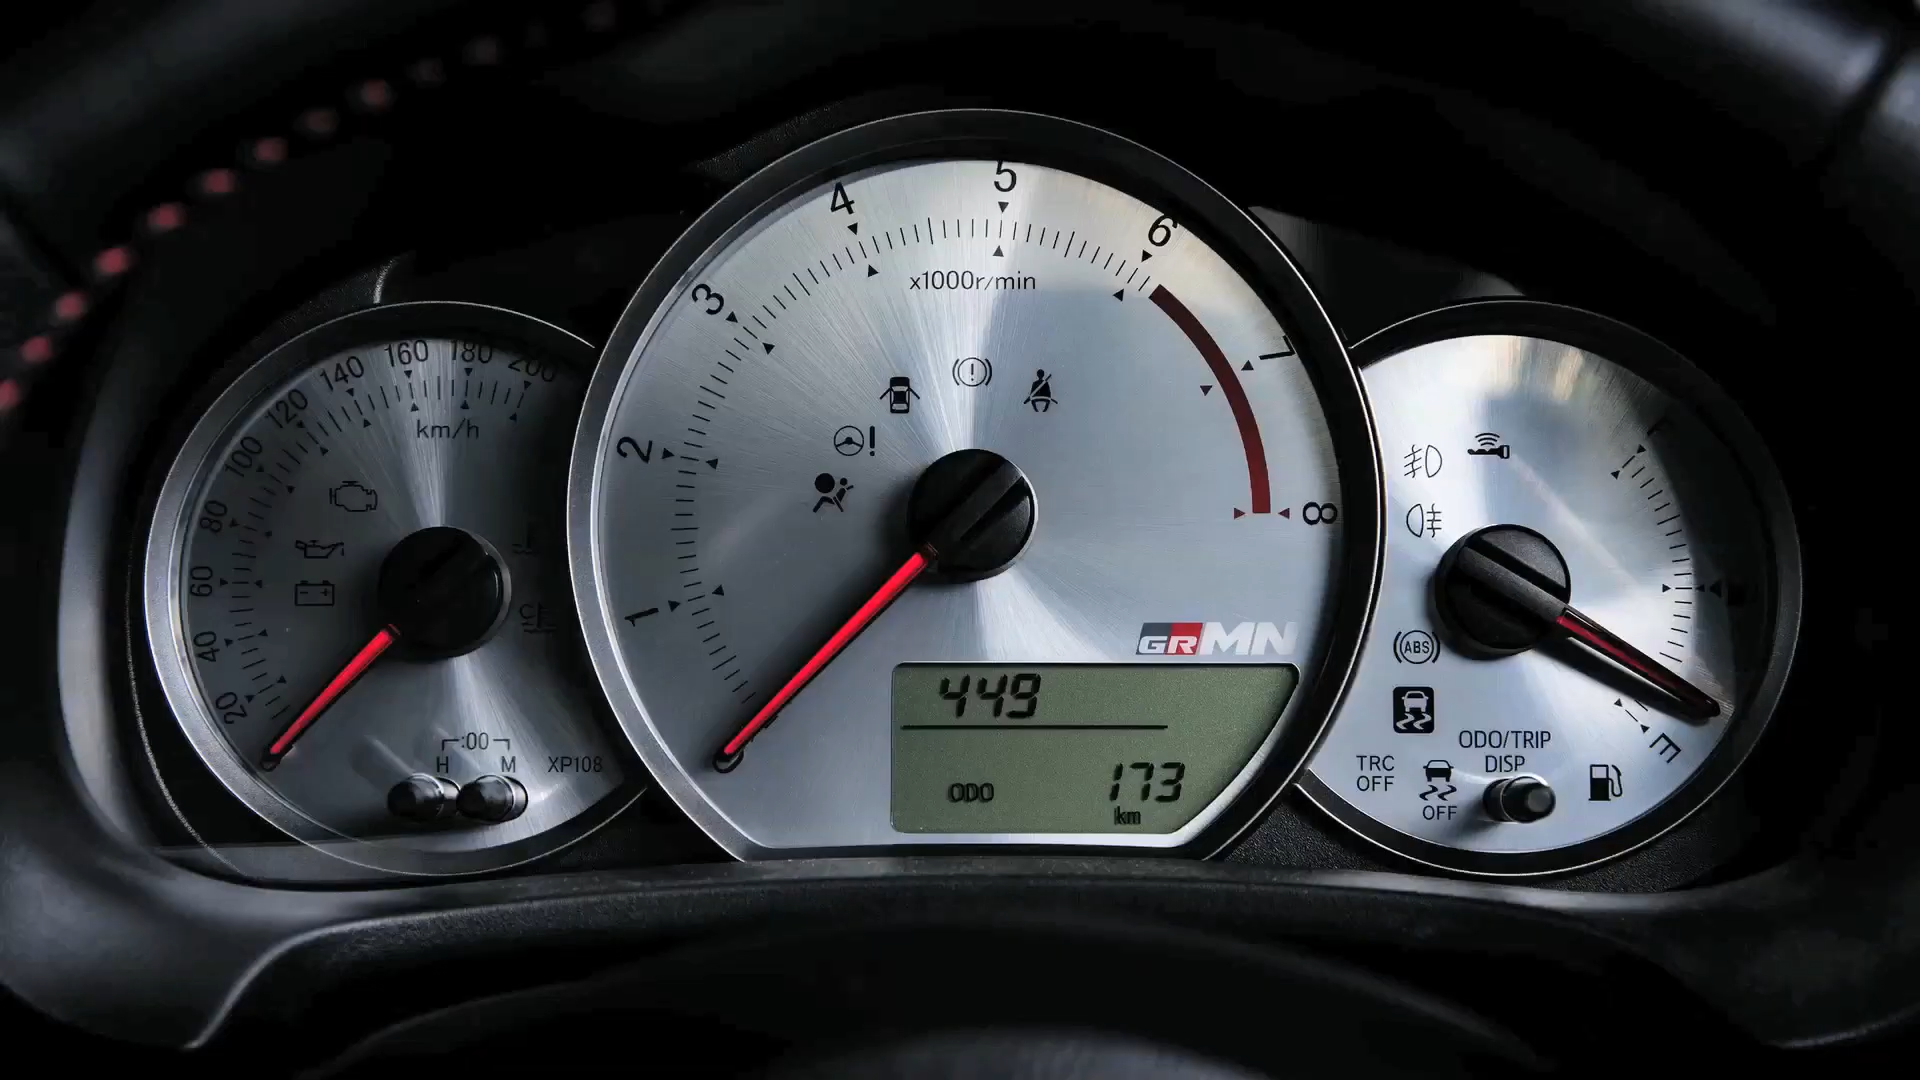 20
40
60
80
100
120
140
160
180
200
km/h
:00
H M
XP108
1
2
3
4
5
6
7
8
x1000r/min
!
GRMN
449
ODO 173
km
F
ABS
E
ODO/TRIP
DISP
TRC
OFF
OFF